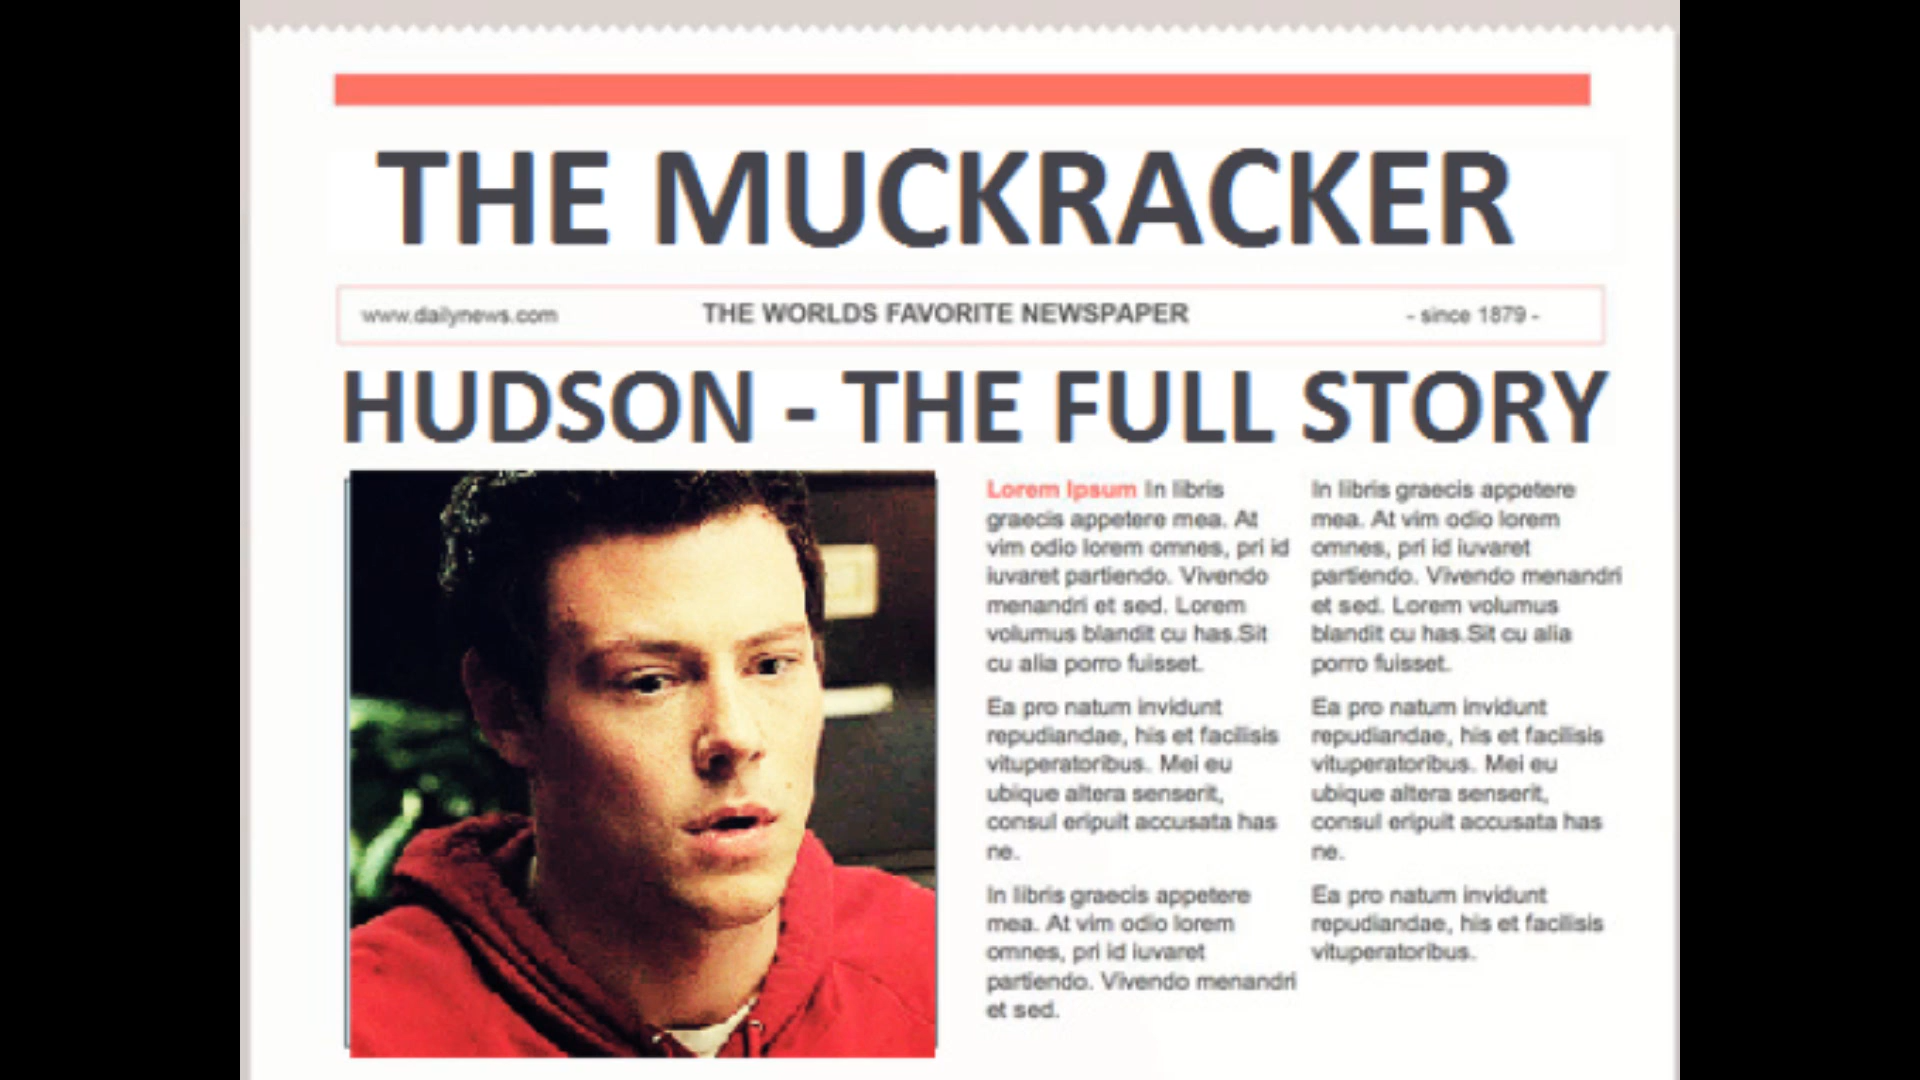 THE MUCKRACKER
www.dailynews.com THE WORLDS FAVORITE NEWSPAPER - since 1879 -
HUDSON - THE FULL STORY
Lorem Ipsum In libris
graecis appetere mea. At
vim odio lorem omnes, pri id
iuvaret partiendo. Vivendo
menandri et sed. Lorem
volumus blandit cu has.Sit
cu alia porro fuisset.
Ea pro natum invidunt
repudiandae, his et facilisis
vituperatoribus. Mei eu
ubique altera senserit,
consul eripuit accusata has
ne.
In libris graecis appetere
mea. At vim odio lorem
omnes, pri id iuvaret
partiendo. Vivendo menandri
et sed.
In libris graecis appetere
mea. At vim odio lorem
omnes, pri id iuvaret
partiendo. Vivendo menandri
et sed. Lorem volumus
blandit cu has.Sit cu alia
porro fuisset.
Ea pro natum invidunt
repudiandae, his et facilisis
vituperatoribus. Mei eu
ubique altera senserit,
consul eripuit accusata has
ne.
Ea pro natum invidunt
repudiandae, his et facilisis
vituperatoribus.